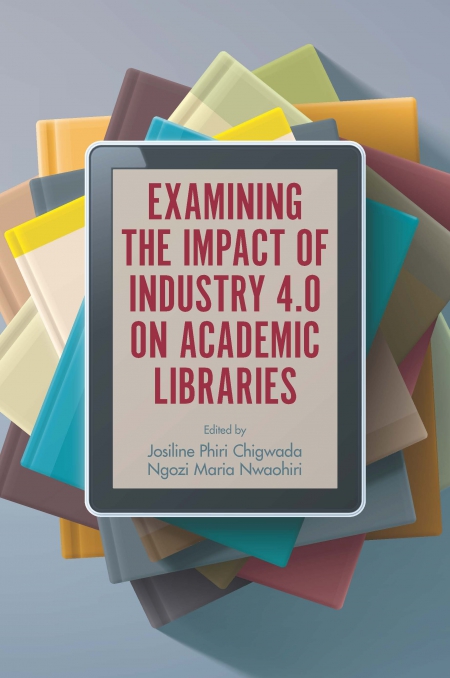 EXAMINING
THE IMPACT OF
INDUSTRY 4.0
ON ACADEMIC
LIBRARIES
Edited by
Josiline Phiri Chigwada
Ngozi Maria Nwaohiri